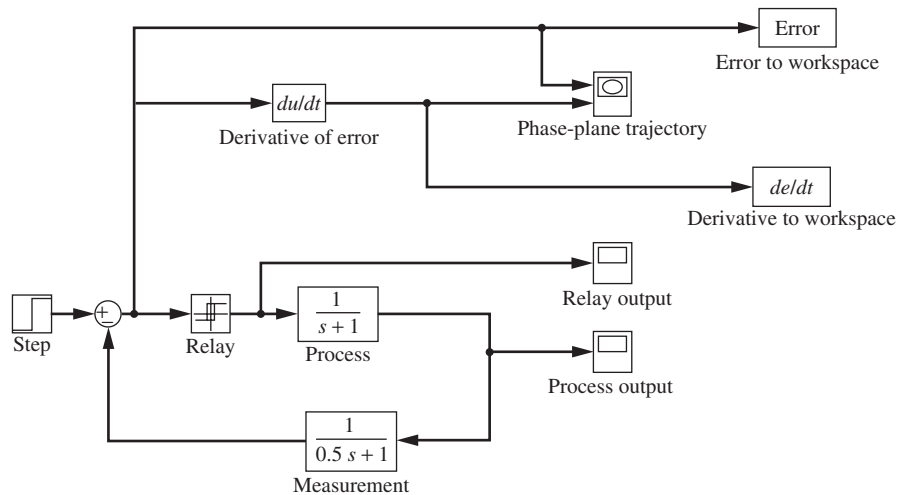 Error
Error to workspace
du/dt
Derivative of error
Phase-plane trajectory
de/dt
Derivative to workspace
Relay output
Step
+
−
Relay
1
s + 1
Process
Process output
1
0.5 s + 1
Measurement